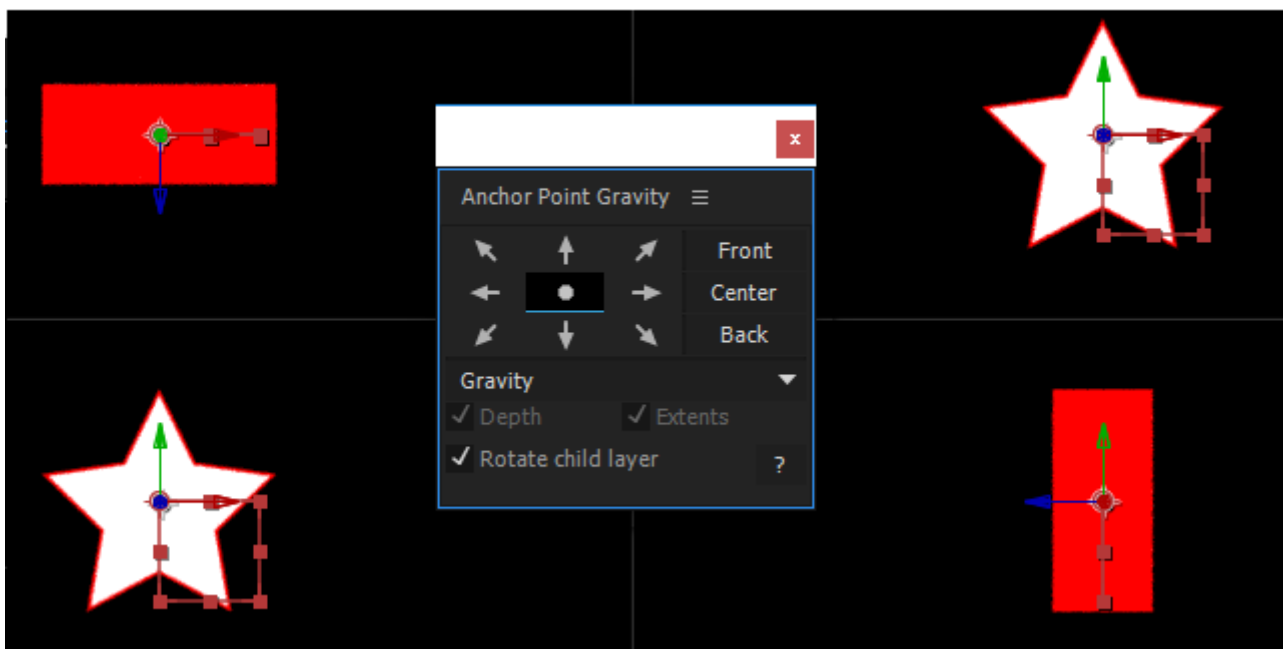 x
Anchor Point Gravity
Front
Center
Back
Gravity
Depth Extents
Rotate child layer ?